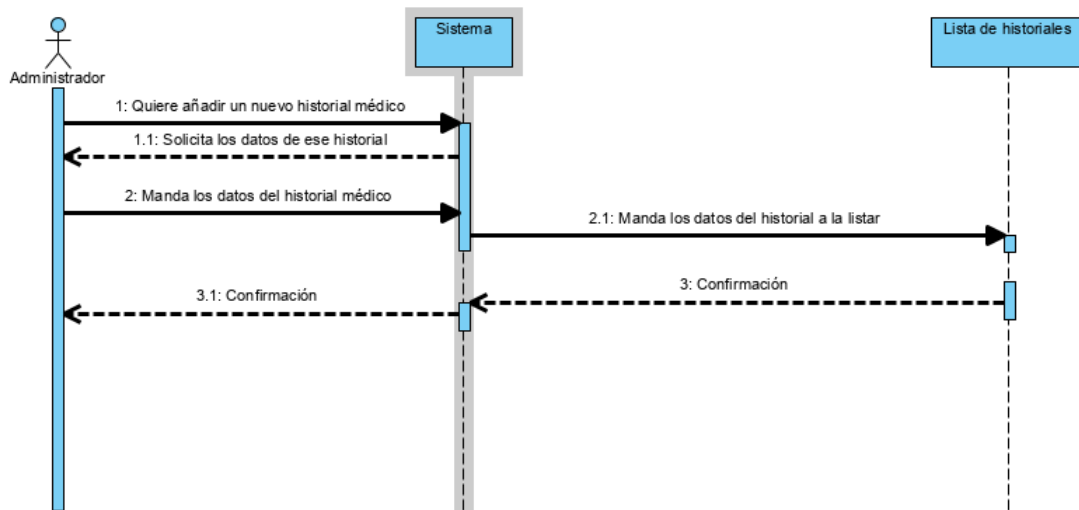 Sistema
Lista de historiales
Administrador
1: Quiere añadir un nuevo historial médico
1.1: Solicita los datos de ese historial
2: Manda los datos del historial médico
2.1: Manda los datos del historial a la listar
3: Confirmación
3.1: Confirmación